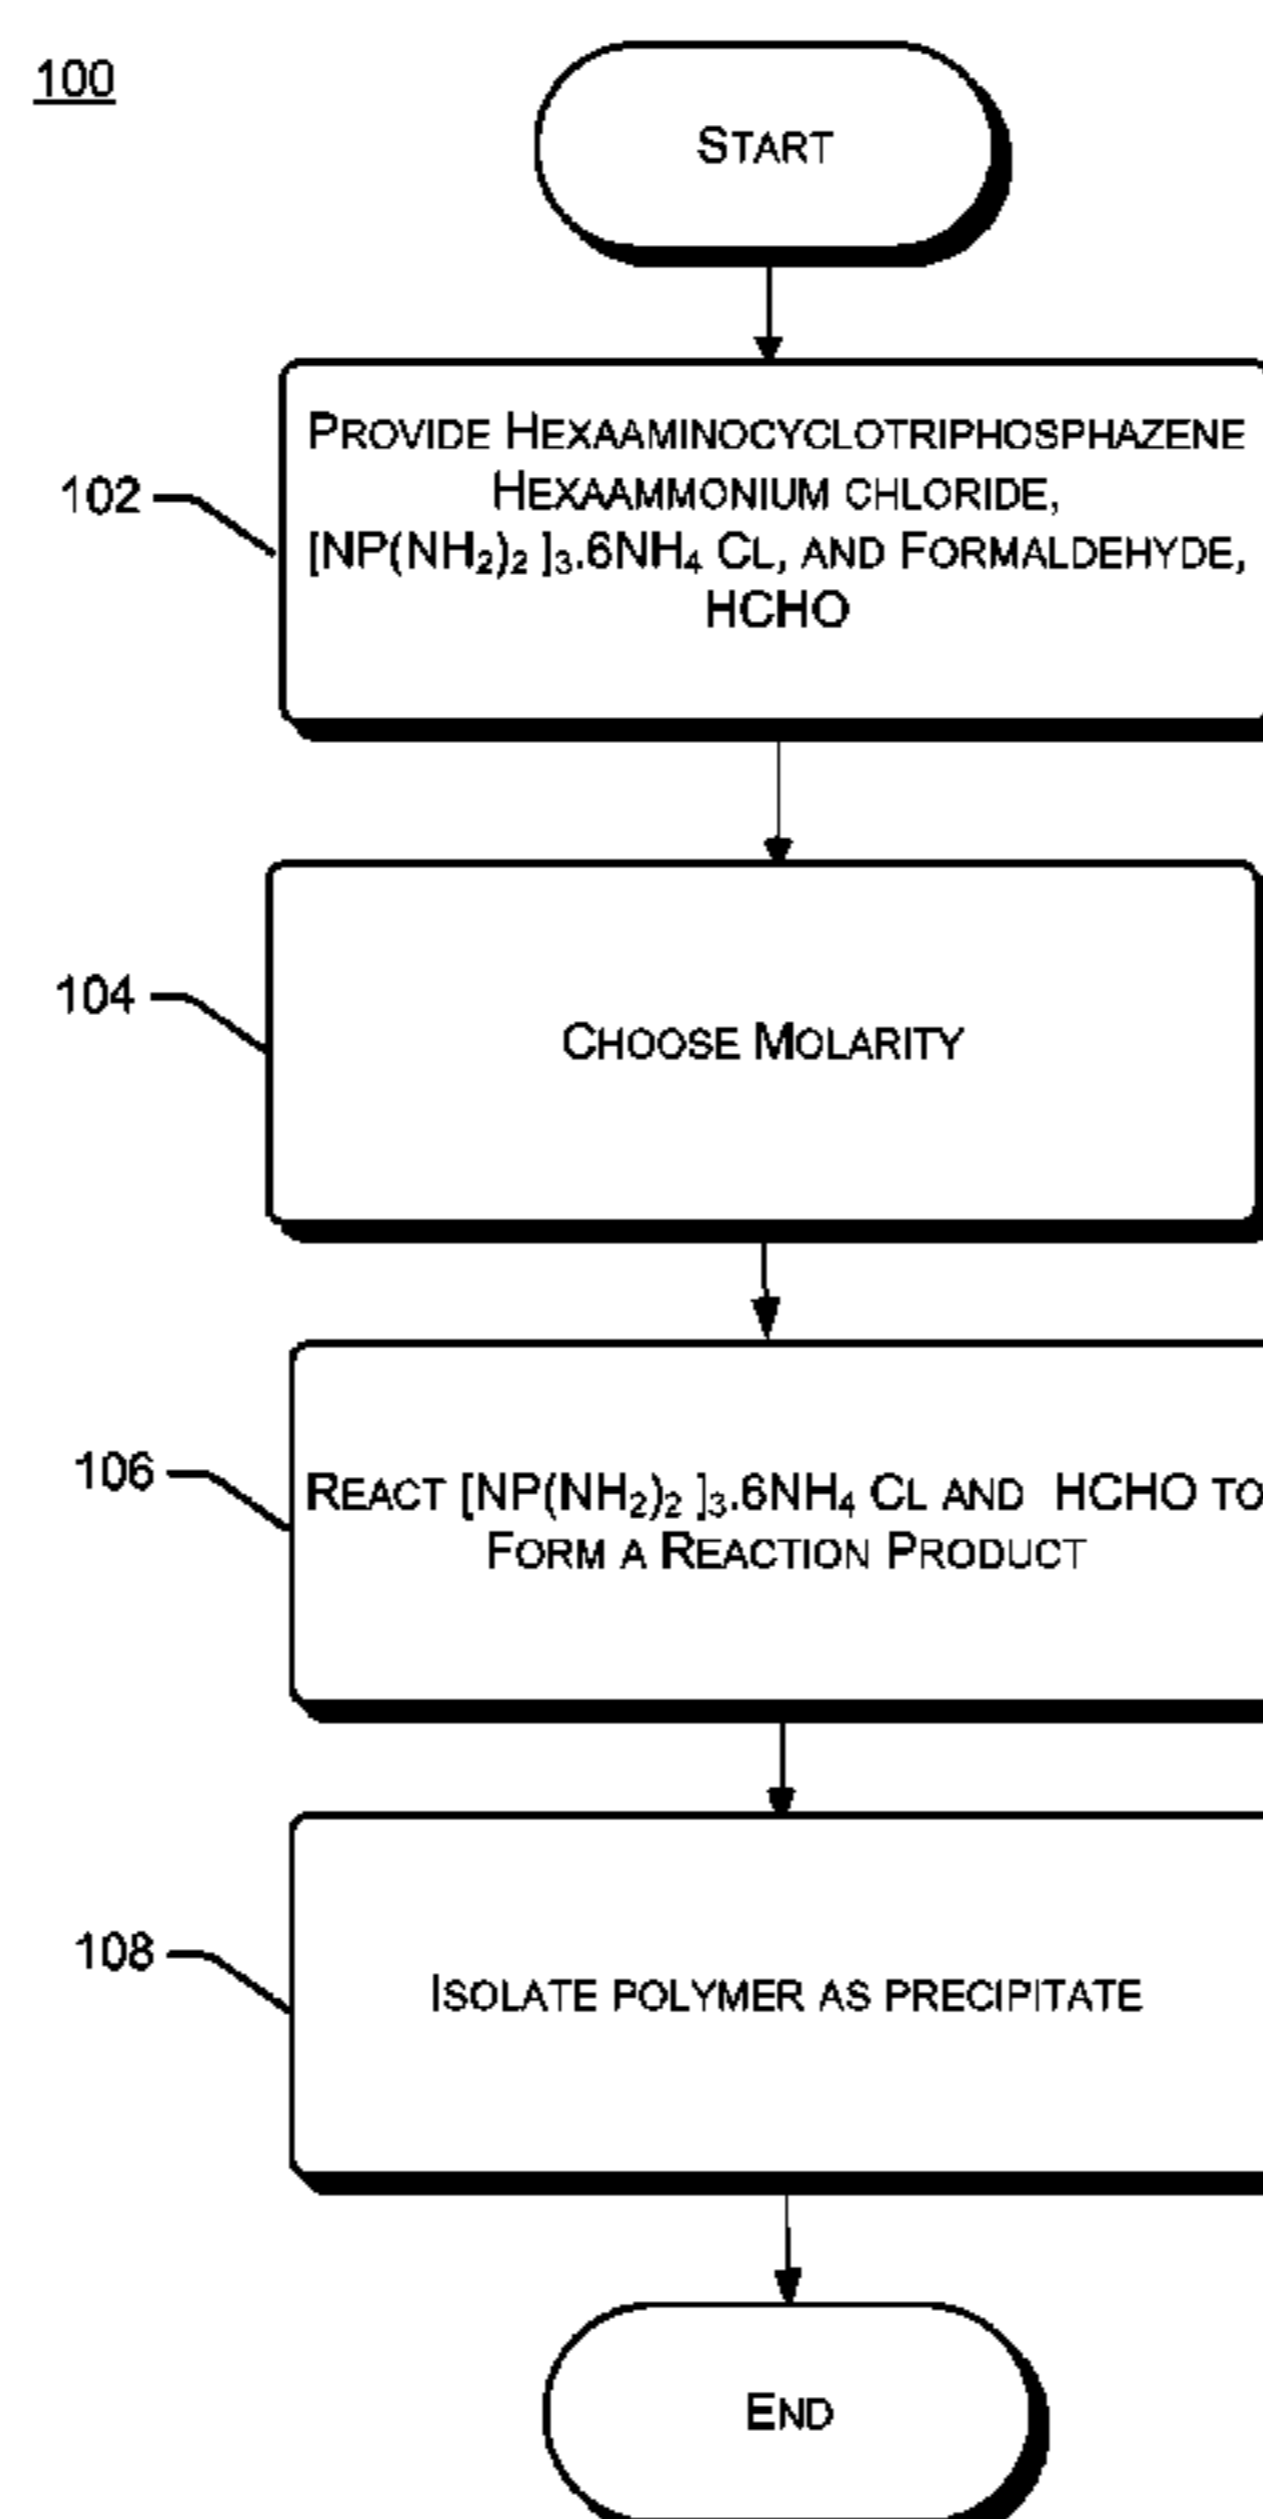 100
START
PROVIDE HEXAAMINOCYCLOTRIPHOSPHAZENE
HEXAAMMONIUM CHLORIDE,
[NP(NH₂)₂ ]₃.6NH₄ CL, AND FORMALDEHYDE,
HCHO
102
CHOOSE MOLARITY
104
REACT [NP(NH₂)₂ ]₃.6NH₄ CL AND HCHO TO
FORM A REACTION PRODUCT
106
ISOLATE POLYMER AS PRECIPITATE
108
END